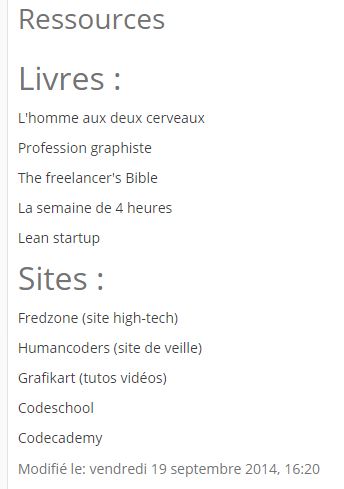 Ressources
Livres :
L'homme aux deux cerveaux
Profession graphiste
The freelancer's Bible
La semaine de 4 heures
Lean startup
Sites :
Fredzone (site high-tech)
Humancoders (site de veille)
Grafikart (tutos vidéos)
Codeschool
Codecademy
Modifié le: vendredi 19 septembre 2014, 16:20